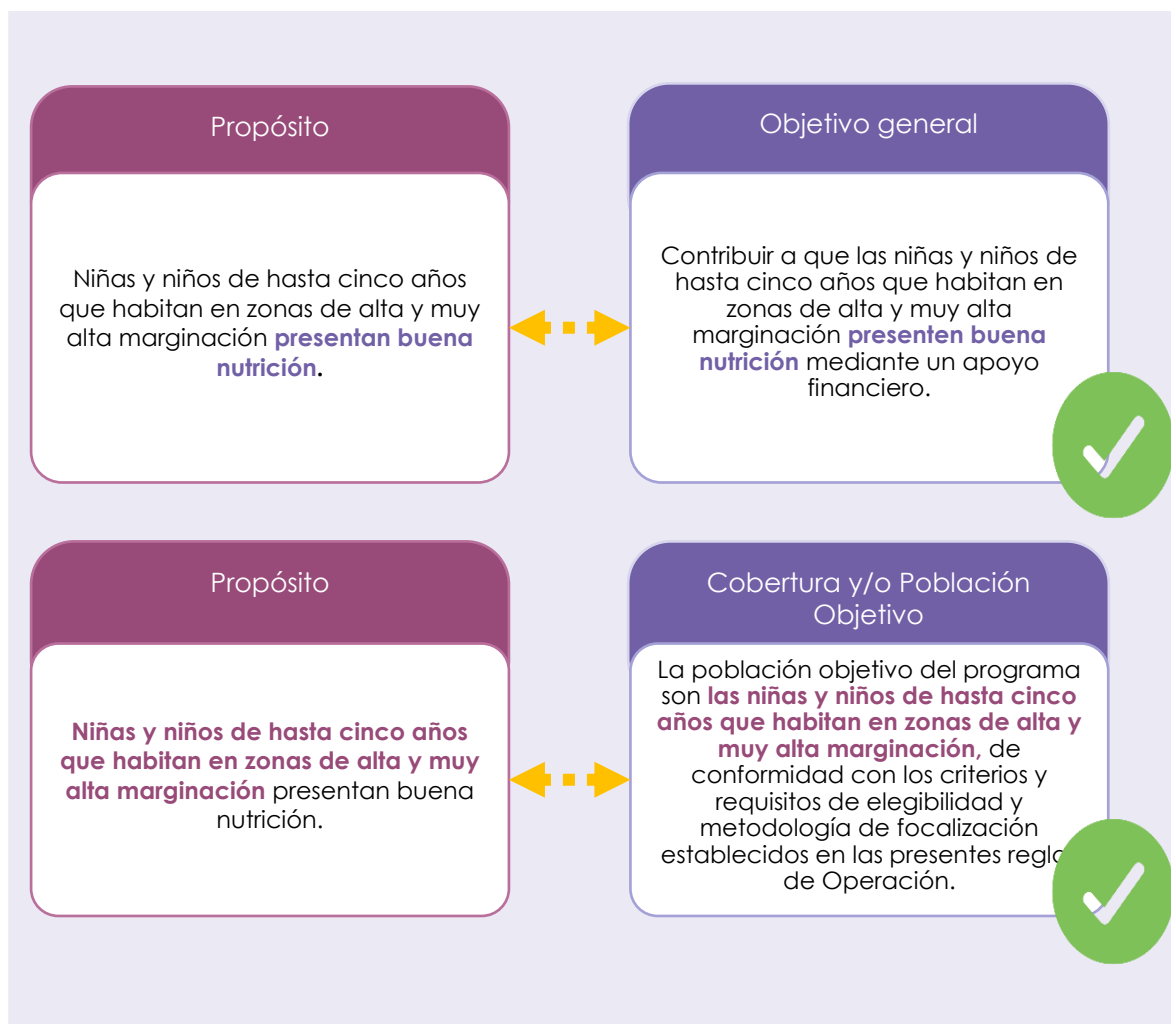 Propósito
Niñas y niños de hasta cinco años
que habitan en zonas de alta y muy
alta marginación presentan buena
nutrición.
Objetivo general
Contribuir a que las niñas y niños de
hasta cinco años que habitan en
zonas de alta y muy alta
marginación presenten buena
nutrición mediante un apoyo
financiero.
Propósito
Niñas y niños de hasta cinco años
que habitan en zonas de alta y muy
alta marginación presentan buena
nutrición.
Cobertura y/o Población
Objetivo
La población objetivo del programa
son las niñas y niños de hasta cinco
años que habitan en zonas de alta y
muy alta marginación, de
conformidad con los criterios y
requisitos de elegibilidad y
metodología de focalización
establecidos en las presentes
de Operación.